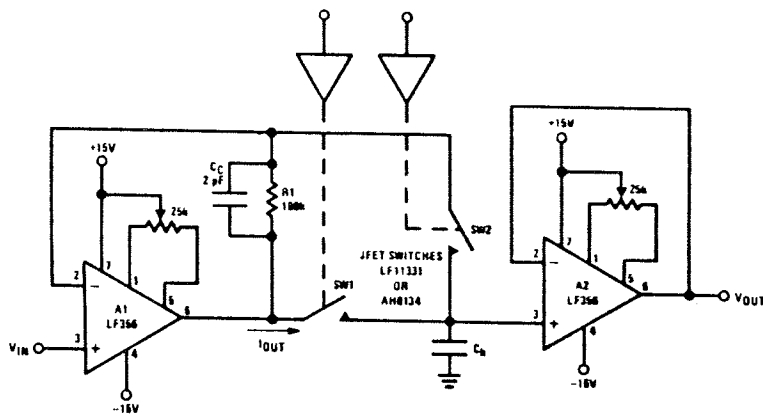 +15V
25k
7
2
−
1
5
A1
LF356
6
3
+
4
VIN
−15V
CC
2 pF
R1
100k
IOUT
SW1
SW2
JFET SWITCHES
LF11331
OR
AH0134
Ch
+15V
25k
7
2
−
1
5
A2
LF356
6
3
+
4
−15V
VOUT